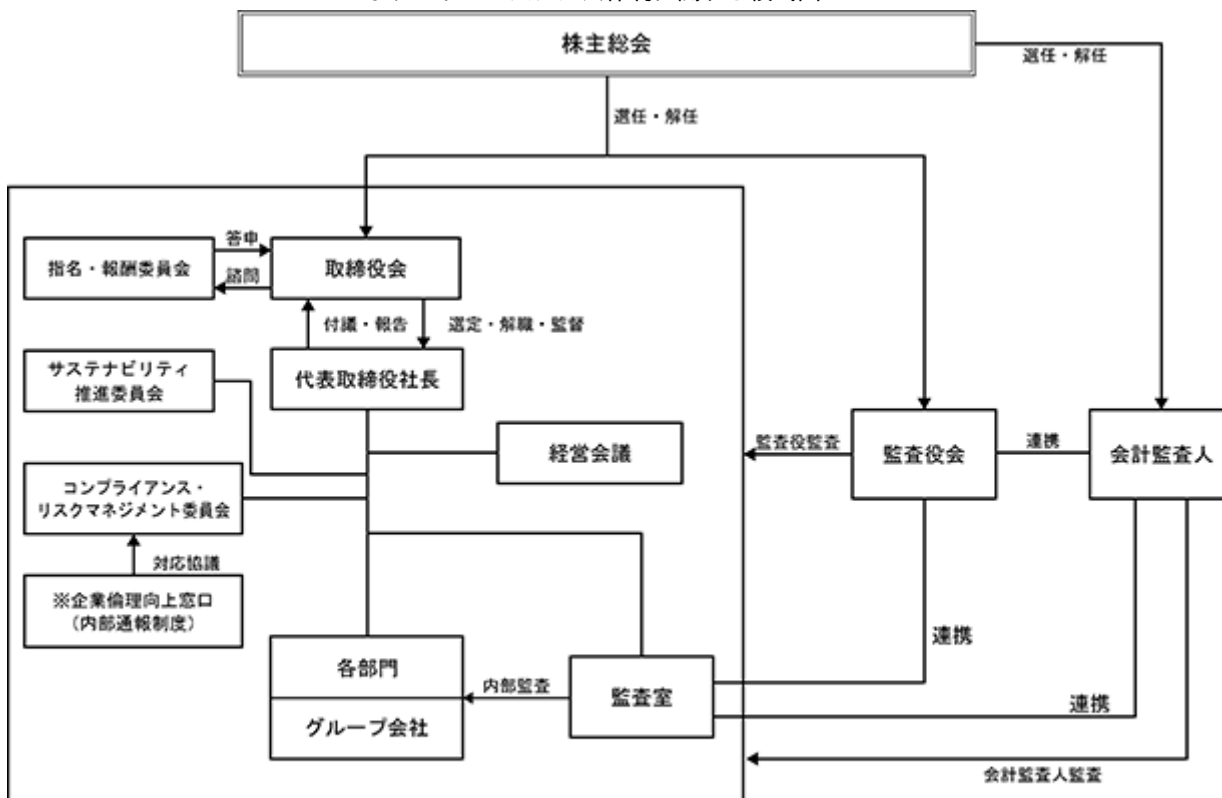 株主総会
選任・解任
選任・解任
指名・報酬委員会
答申
諮問
取締役会
付議・報告
選定・解職・監督
サステナビリティ
推進委員会
代表取締役社長
経営会議
監査役監査
監査役会
連携
会計監査人
コンプライアンス・
リスクマネジメント委員会
対応協議
※企業倫理向上窓口
（内部通報制度）
各部門
グループ会社
内部監査
監査室
連携
連携
会計監査人監査